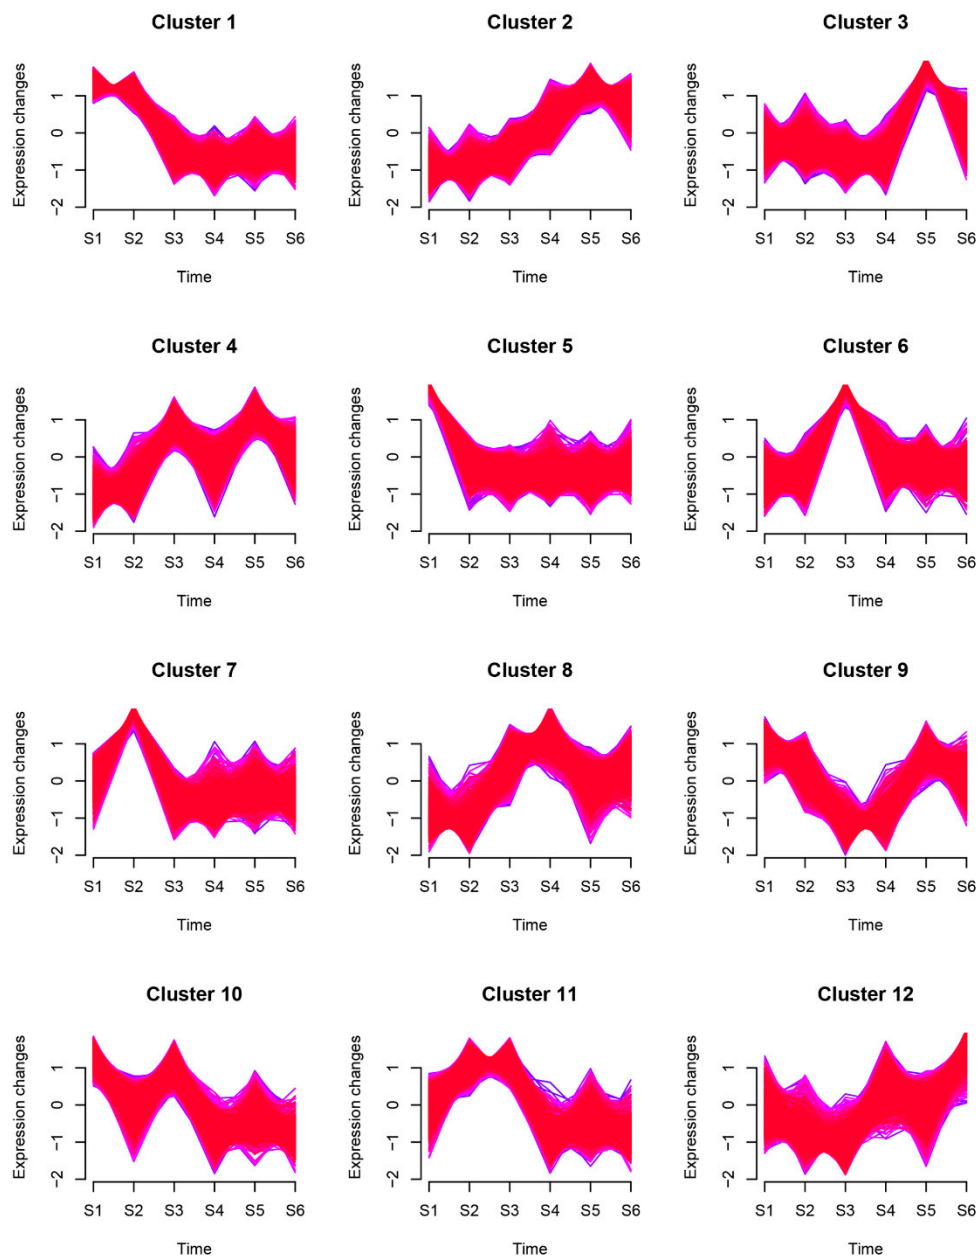 Cluster 1
Expression changes
1
0
−1
−2
S1 S2 S3 S4 S5 S6
Time
Cluster 2
Expression changes
1
0
−1
−2
S1 S2 S3 S4 S5 S6
Time
Cluster 3
Expression changes
1
0
−1
−2
S1 S2 S3 S4 S5 S6
Time
Cluster 4
Expression changes
1
0
−1
−2
S1 S2 S3 S4 S5 S6
Time
Cluster 5
Expression changes
1
0
−1
−2
S1 S2 S3 S4 S5 S6
Time
Cluster 6
Expression changes
1
0
−1
−2
S1 S2 S3 S4 S5 S6
Time
Cluster 7
Expression changes
1
0
−1
−2
S1 S2 S3 S4 S5 S6
Time
Cluster 8
Expression changes
1
0
−1
−2
S1 S2 S3 S4 S5 S6
Time
Cluster 9
Expression changes
1
0
−1
−2
S1 S2 S3 S4 S5 S6
Time
Cluster 10
Expression changes
1
0
−1
−2
S1 S2 S3 S4 S5 S6
Time
Cluster 11
Expression changes
1
0
−1
−2
S1 S2 S3 S4 S5 S6
Time
Cluster 12
Expression changes
1
0
−1
−2
S1 S2 S3 S4 S5 S6
Time